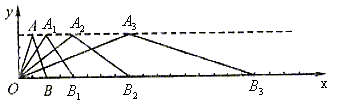 y
A A₁ A₂ A₃
O B B₁ B₂ B₃ x